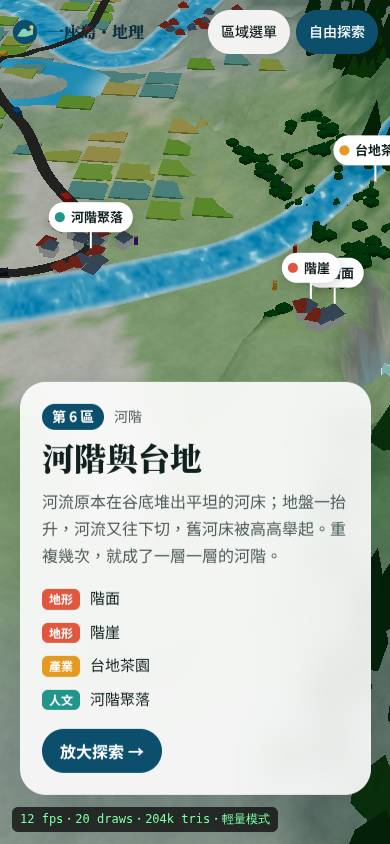 一座島・地理
區域選單
自由探索
台地茶
河階聚落
階崖
面
第 6 區
河階
河階與台地
河流原本在谷底堆出平坦的河床；地盤一抬
升，河流又往下切，舊河床被高高舉起。重
複幾次，就成了一層一層的河階。
地形 階面
地形 階崖
產業 台地茶園
人文 河階聚落
放大探索 →
12 fps · 20 draws · 204k tris · 輕量模式